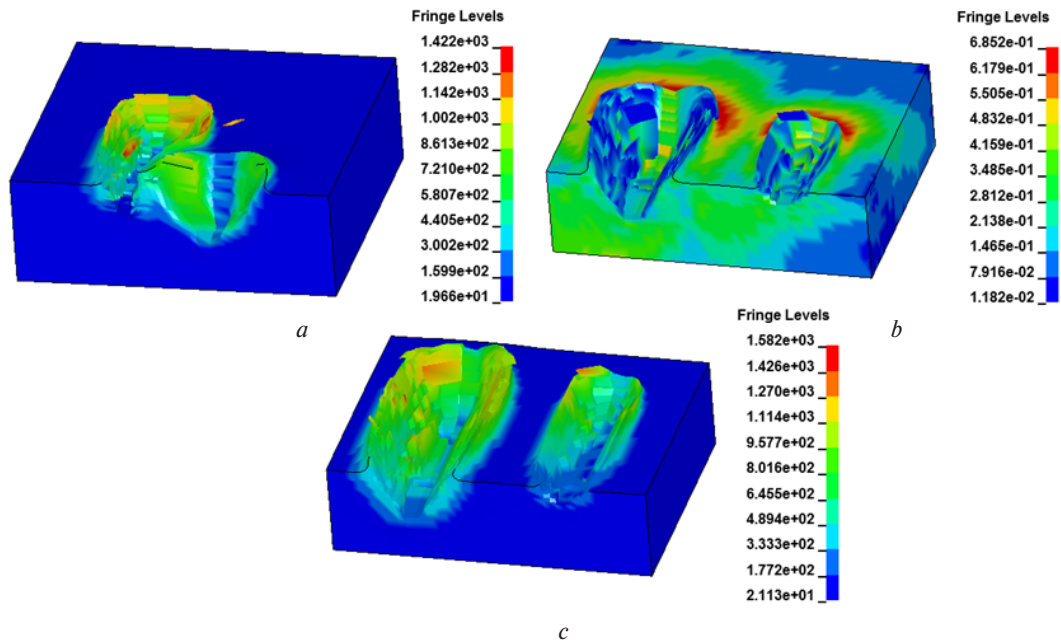 Fringe Levels
1.422e+03
1.282e+03
1.142e+03
1.002e+03
8.613e+02
7.210e+02
5.807e+02
4.405e+02
3.002e+02
1.599e+02
1.966e+01
a
Fringe Levels
6.852e-01
6.179e-01
5.505e-01
4.832e-01
4.159e-01
3.485e-01
2.812e-01
2.138e-01
1.465e-01
7.916e-02
1.182e-02
b
Fringe Levels
1.582e+03
1.426e+03
1.270e+03
1.114e+03
9.577e+02
8.016e+02
6.455e+02
4.894e+02
3.333e+02
1.772e+02
2.113e+01
c